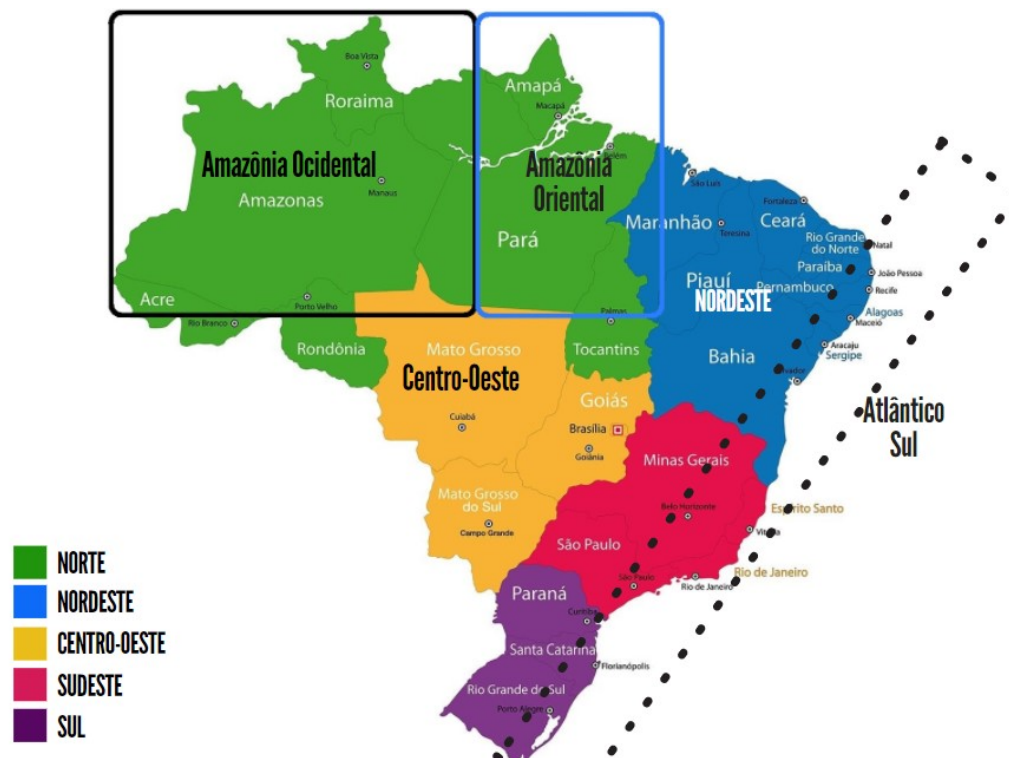 Boa Vista
Roraima
Amapá
Macapá
Belém
Amazônia Ocidental
Amazônia
Oriental
Manaus
Amazonas
Pará
São Luis
Maranhão
Teresina
Fortaleza
Ceará
Rio Grande
do Norte
Natal
Paraíba
João Pessoa
Piauí
Pernambuco
Recife
NORDESTE
Alagoas
Maceió
Acre
Porto Velho
Rio Branco
Palmas
Aracaju
Sergipe
Rondônia
Mato Grosso
Tocantins
Bahia
Centro-Oeste
Goiás
Atlântico
Sul
Cuiabá
Brasília
Goiânia
Minas Gerais
Mato Grosso
do Sul
Campo Grande
Belo Horizonte
Espírito Santo
São Paulo
São Paulo
Rio de Janeiro
Rio de Janeiro
Paraná
Curitiba
Santa Catarina
Florianópolis
Rio Grande do Sul
Porto Alegre
NORTE
NORDESTE
CENTRO-OESTE
SUDESTE
SUL